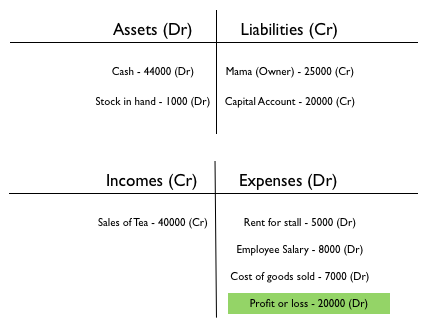 Assets (Dr)
Liabilities (Cr)
Cash - 44000 (Dr)
Mama (Owner) - 25000 (Cr)
Stock in hand - 1000 (Dr)
Capital Account - 20000 (Cr)
Incomes (Cr)
Expenses (Dr)
Sales of Tea - 40000 (Cr)
Rent for stall - 5000 (Dr)
Employee Salary - 8000 (Dr)
Cost of goods sold - 7000 (Dr)
Profit or loss - 20000 (Dr)